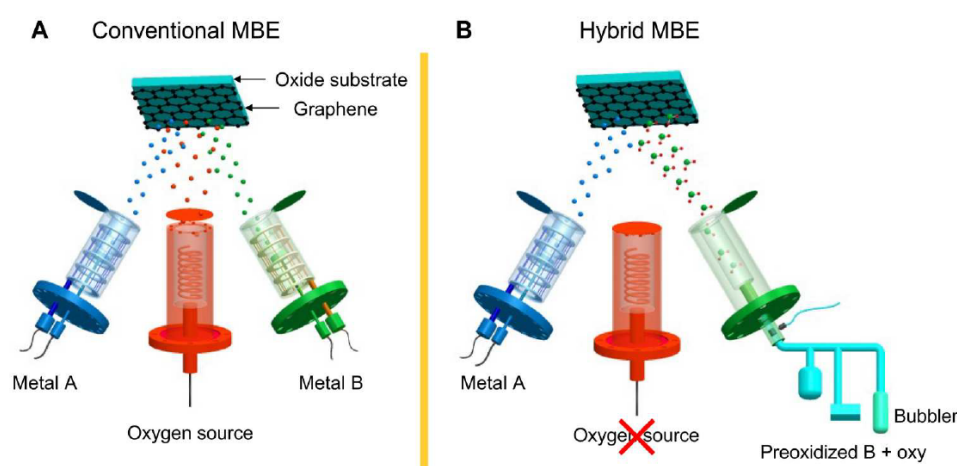 A Conventional MBE
Oxide substrate
Graphene
Metal A
Metal B
Oxygen source
B Hybrid MBE
Metal A
Oxygen source
Bubbler
Preoxidized B + oxy